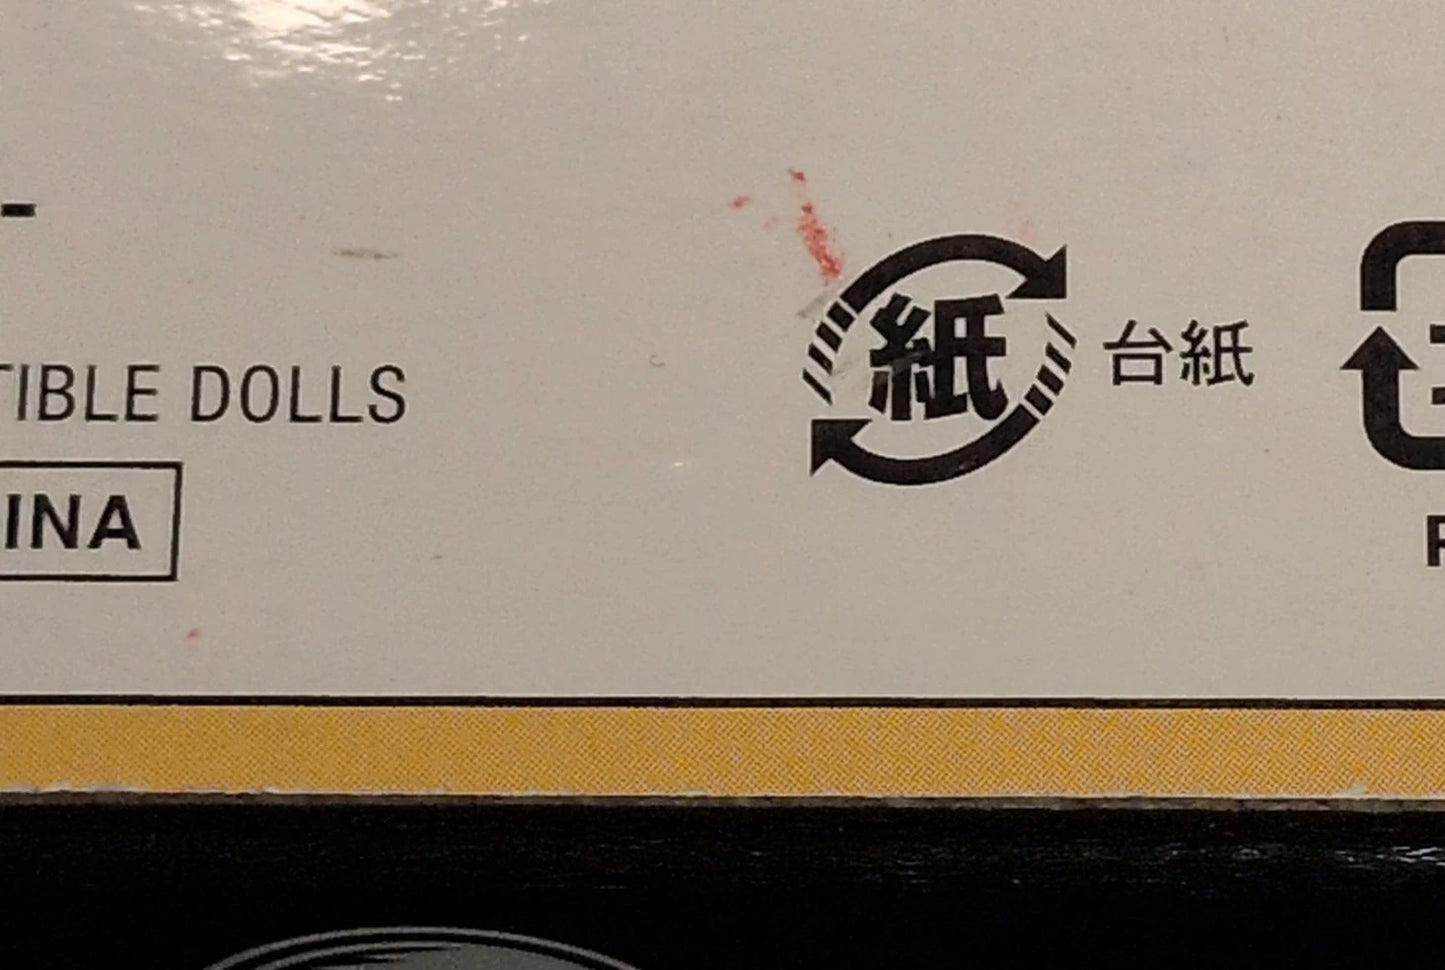 -
TIBLE DOLLS
INA
紙
台紙